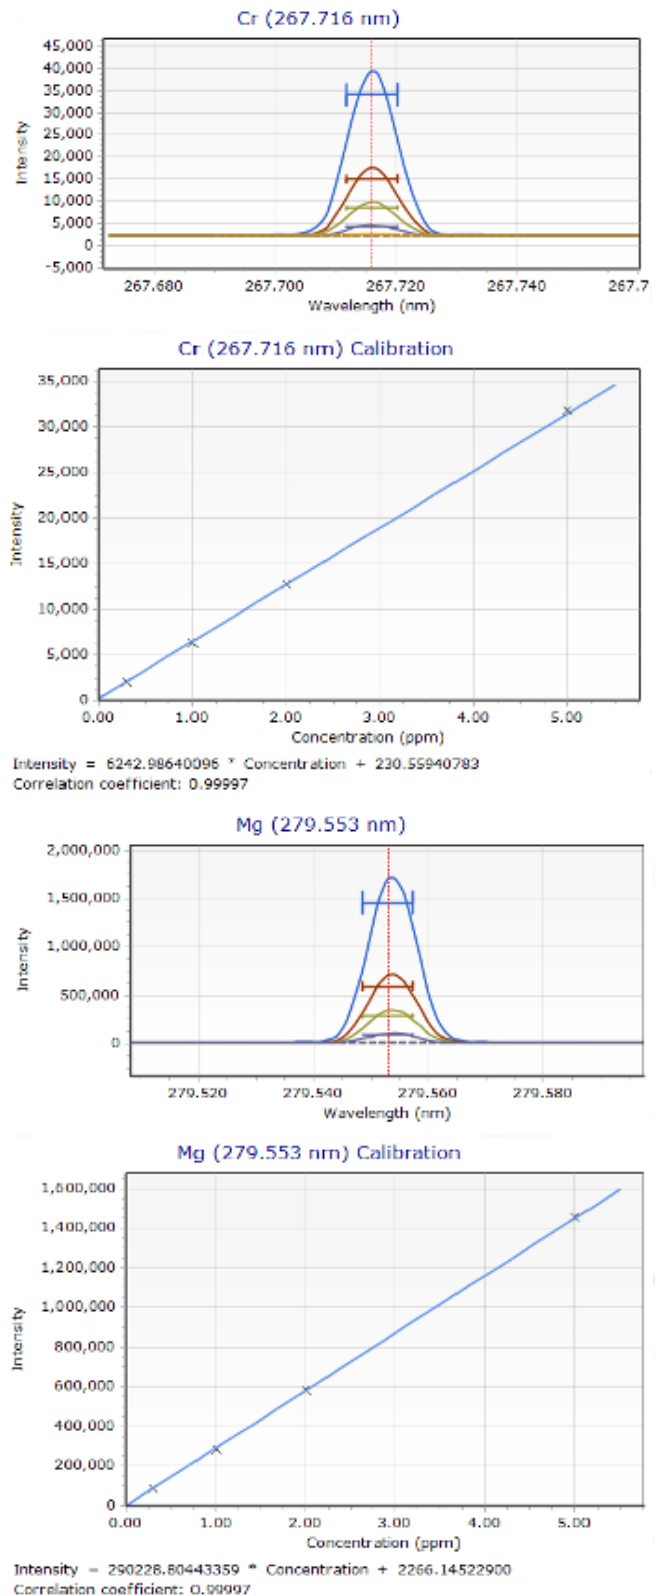 Cr (267.716 nm)
45,000
40,000
35,000
30,000
25,000
20,000
15,000
10,000
5,000
0
-5,000
Intensity
267.680 267.700 267.720 267.740 267.7
Wavelength (nm)
Cr (267.716 nm) Calibration
35,000
30,000
25,000
20,000
15,000
10,000
5,000
0
Intensity
0.00 1.00 2.00 3.00 4.00 5.00
Concentration (ppm)
Intensity = 6242.98640096 * Concentration + 230.55940783
Correlation coefficient: 0.99997
Mg (279.553 nm)
2,000,000
1,500,000
1,000,000
500,000
0
Intensity
279.520 279.540 279.560 279.580
Wavelength (nm)
Mg (279.553 nm) Calibration
1,600,000
1,400,000
1,200,000
1,000,000
800,000
600,000
400,000
200,000
0
Intensity
0.00 1.00 2.00 3.00 4.00 5.00
Concentration (ppm)
Intensity = 290228.80443359 * Concentration + 2266.14522900
Correlation coefficient: 0.99997